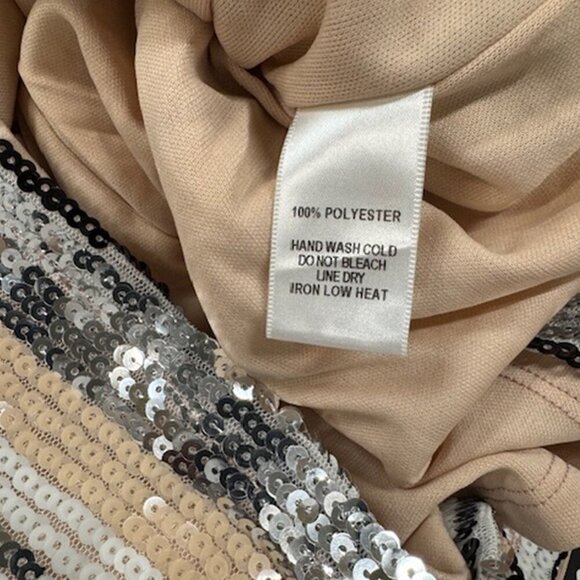 100% POLYESTER
HAND WASH COLD
DO NOT BLEACH
LINE DRY
IRON LOW HEAT